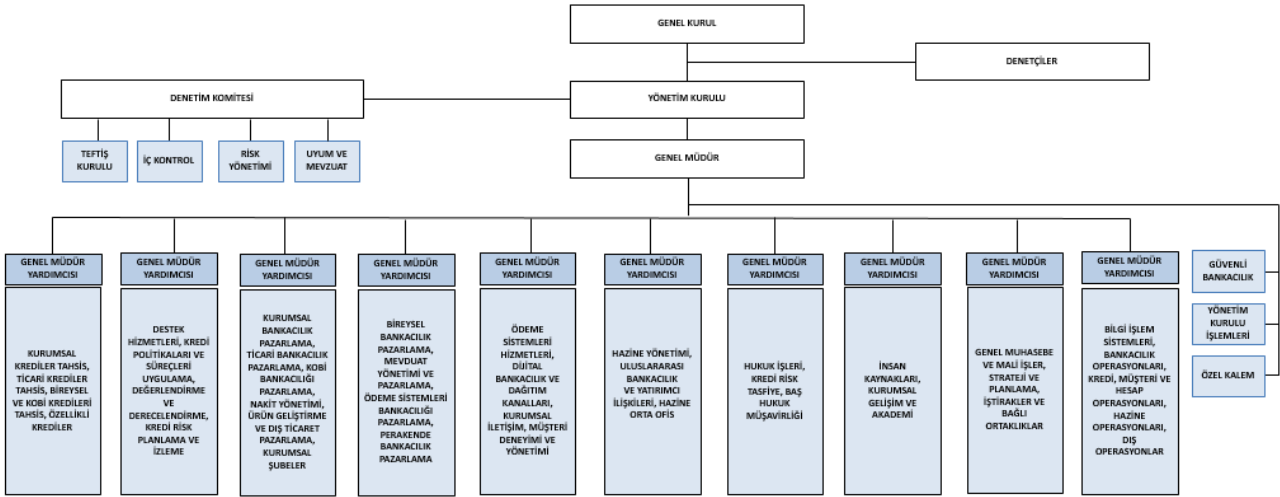 GENEL KURUL
DENETÇİLER
DENETİM KOMİTESİ
YÖNETİM KURULU
TEFTİŞ
KURULU
İÇ KONTROL
RİSK
YÖNETİMİ
UYUM VE
MEVZUAT
GENEL MÜDÜR
GENEL MÜDÜR
YARDIMCISI
KURUMSAL
KREDİLER TAHSİS,
TİCARİ KREDİLER
TAHSİS, BİREYSEL
VE KOBİ KREDİLERİ
TAHSİS, ÖZELLİKLİ
KREDİLER
GENEL MÜDÜR
YARDIMCISI
DESTEK
HİZMETLERİ, KREDİ
POLİTİKALARI VE
SÜREÇLERİ
UYGULAMA,
DEĞERLENDİRME
VE
DERECELENDİRME,
KREDİ RİSK
PLANLAMA VE
İZLEME
GENEL MÜDÜR
YARDIMCISI
KURUMSAL
BANKACILIK
PAZARLAMA,
TİCARİ BANKACILIK
PAZARLAMA, KOBİ
BANKACILIĞI
PAZARLAMA,
NAKİT YÖNETİMİ,
ÜRÜN GELİŞTİRME
VE DIŞ TİCARET
PAZARLAMA,
KURUMSAL
ŞUBELER
GENEL MÜDÜR
YARDIMCISI
BİREYSEL
BANKACILIK
PAZARLAMA,
MEVDUAT
YÖNETİMİ VE
PAZARLAMA,
ÖDEME SİSTEMLERİ
BANKACILIĞI
PAZARLAMA,
PERAKENDE
BANKACILIK
PAZARLAMA
GENEL MÜDÜR
YARDIMCISI
ÖDEME
SİSTEMLERİ
HİZMETLERİ,
DİJİTAL
BANKACILIK VE
DAĞITIM
KANALLARI,
KURUMSAL
İLETİŞİM, MÜŞTERİ
DENEYİMİ VE
YÖNETİMİ
GENEL MÜDÜR
YARDIMCISI
HAZİNE YÖNETİMİ,
ULUSLARARASI
BANKACILIK
VE YATIRIMCI
İLİŞKİLERİ, HAZİNE
ORTA OFİS
GENEL MÜDÜR
YARDIMCISI
HUKUK İŞLERİ,
KREDİ RİSK
TASFİYE, BAŞ
HUKUK
MÜŞAVİRLİĞİ
GENEL MÜDÜR
YARDIMCISI
İNSAN
KAYNAKLARI,
KURUMSAL
GELİŞİM VE
AKADEMİ
GENEL MÜDÜR
YARDIMCISI
GENEL MUHASEBE
VE MALİ İŞLER,
STRATEJİ VE
PLANLAMA,
İŞTİRAKLER VE
BAĞLI
ORTAKLIKLAR
GENEL MÜDÜR
YARDIMCISI
BİLGİ İŞLEM
SİSTEMLERİ,
BANKACILIK
OPERASYONLARI,
KREDİ, MÜŞTERİ VE
HESAP
OPERASYONLARI,
HAZİNE
OPERASYONLARI,
DIŞ
OPERASYONLAR
GÜVENLİ
BANKACILIK
YÖNETİM
KURULU
İŞLEMLERİ
ÖZEL KALEM